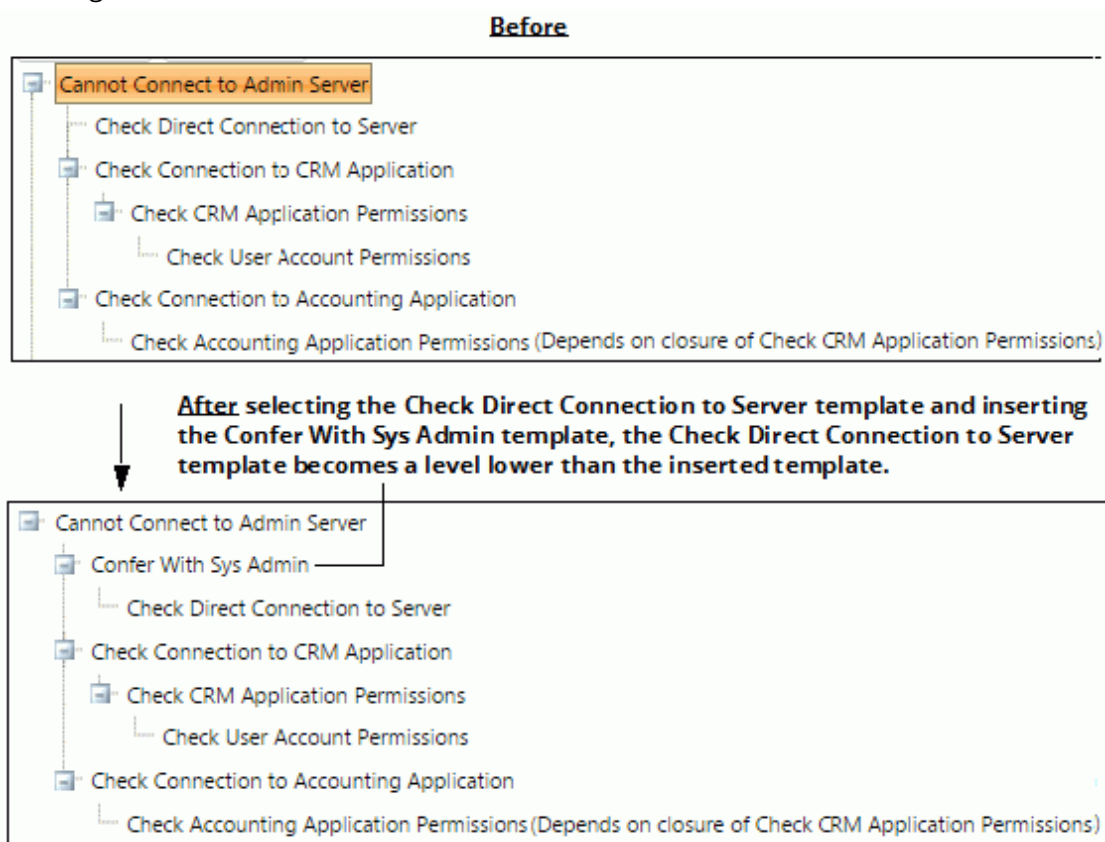 Before
Cannot Connect to Admin Server
Check Direct Connection to Server
Check Connection to CRM Application
Check CRM Application Permissions
Check User Account Permissions
Check Connection to Accounting Application
Check Accounting Application Permissions (Depends on closure of Check CRM Application Permissions)
After selecting the Check Direct Connection to Server template and inserting
the Confer With Sys Admin template, the Check Direct Connection to Server
template becomes a level lower than the inserted template.
Cannot Connect to Admin Server
Confer With Sys Admin
Check Direct Connection to Server
Check Connection to CRM Application
Check CRM Application Permissions
Check User Account Permissions
Check Connection to Accounting Application
Check Accounting Application Permissions (Depends on closure of Check CRM Application Permissions)